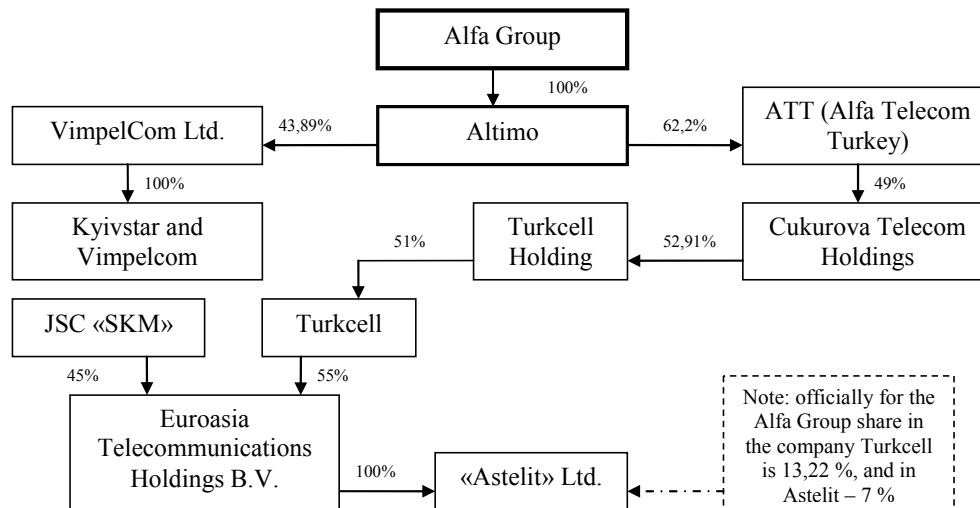 Alfa Group
100%
VimpelCom Ltd.
43,89%
Altimo
62,2%
ATT (Alfa Telecom
Turkey)
100%
49%
Kyivstar and
Vimpelcom
51%
Turkcell
Holding
52,91%
Cukurova Telecom
Holdings
JSC «SKM»
Turkcell
45%
55%
Euroasia
Telecommunications
Holdings B.V.
100%
«Astelit» Ltd.
Note: officially for the
Alfa Group share in
the company Turkcell
is 13,22 %, and in
Astelit – 7 %